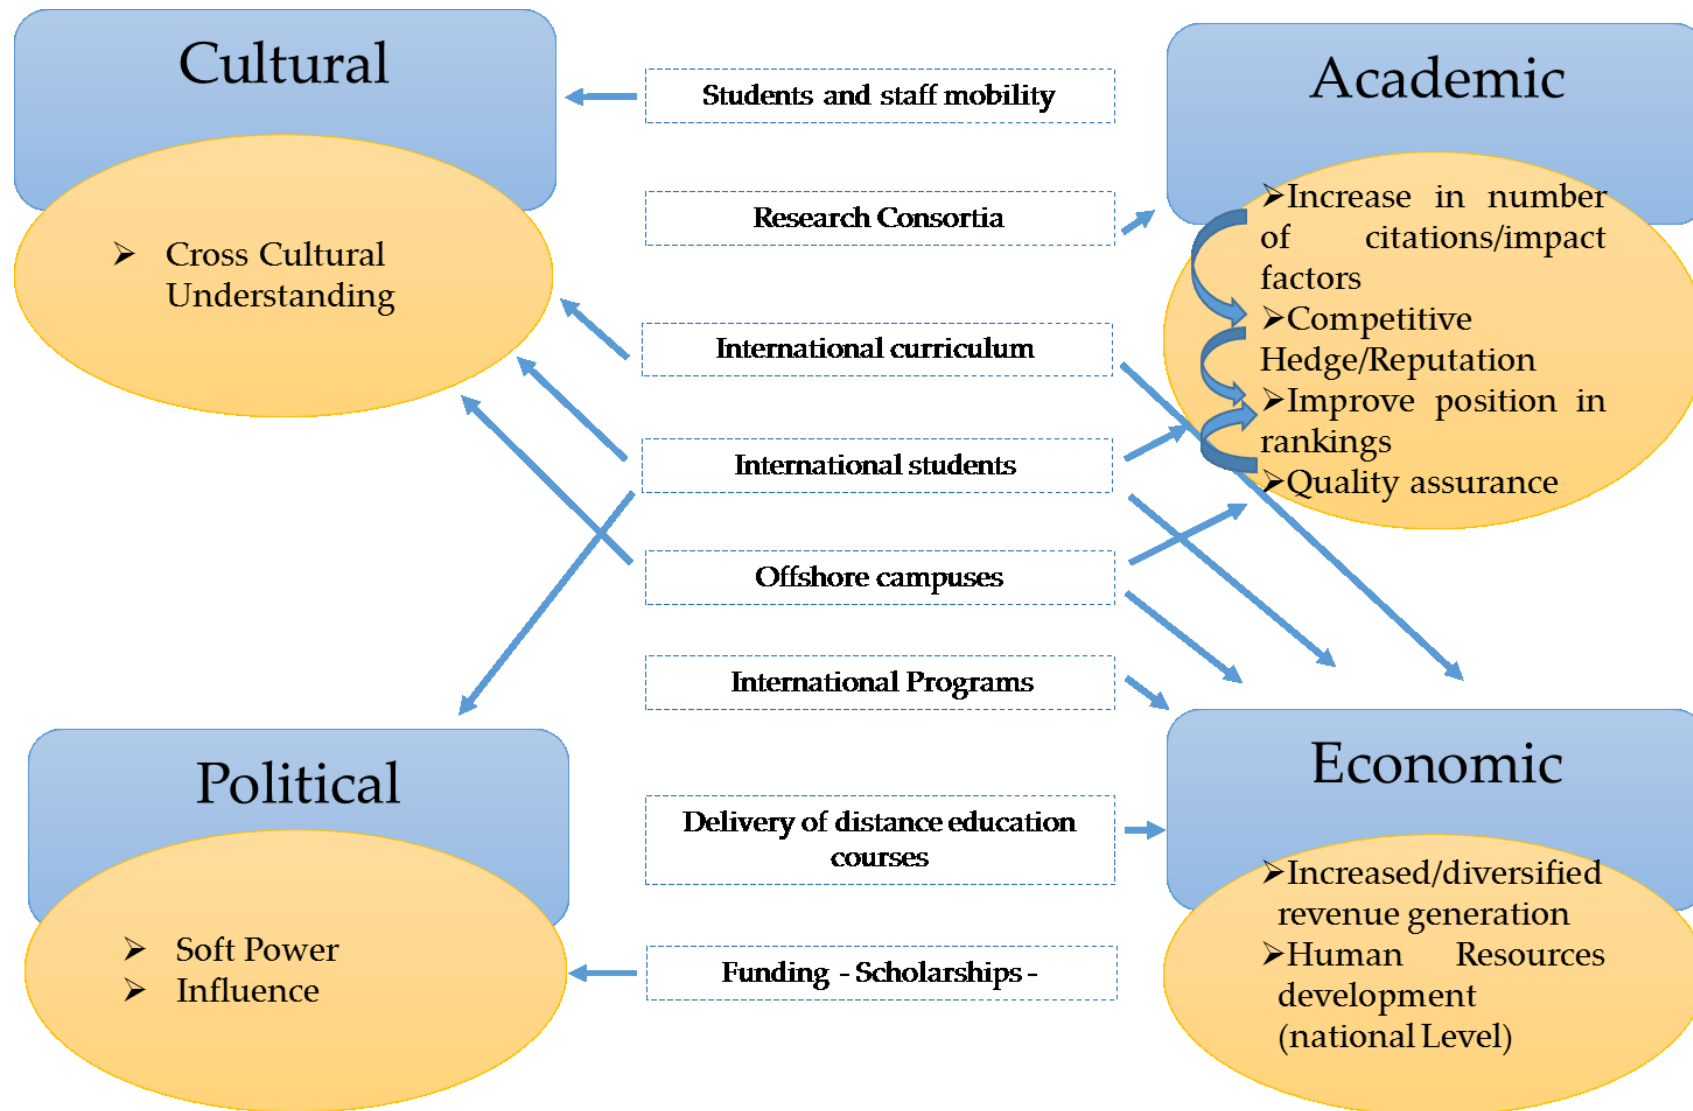 Cultural
➢ Cross Cultural
Understanding
Students and staff mobility
Research Consortia
International curriculum
International students
Offshore campuses
International Programs
Delivery of distance education
courses
Funding - Scholarships -
Academic
➢Increase in number
of citations/impact
factors
➢Competitive
Hedge/Reputation
➢Improve position in
rankings
➢Quality assurance
Political
➢ Soft Power
➢ Influence
Economic
➢Increased/diversified
revenue generation
➢Human Resources
development
(national Level)